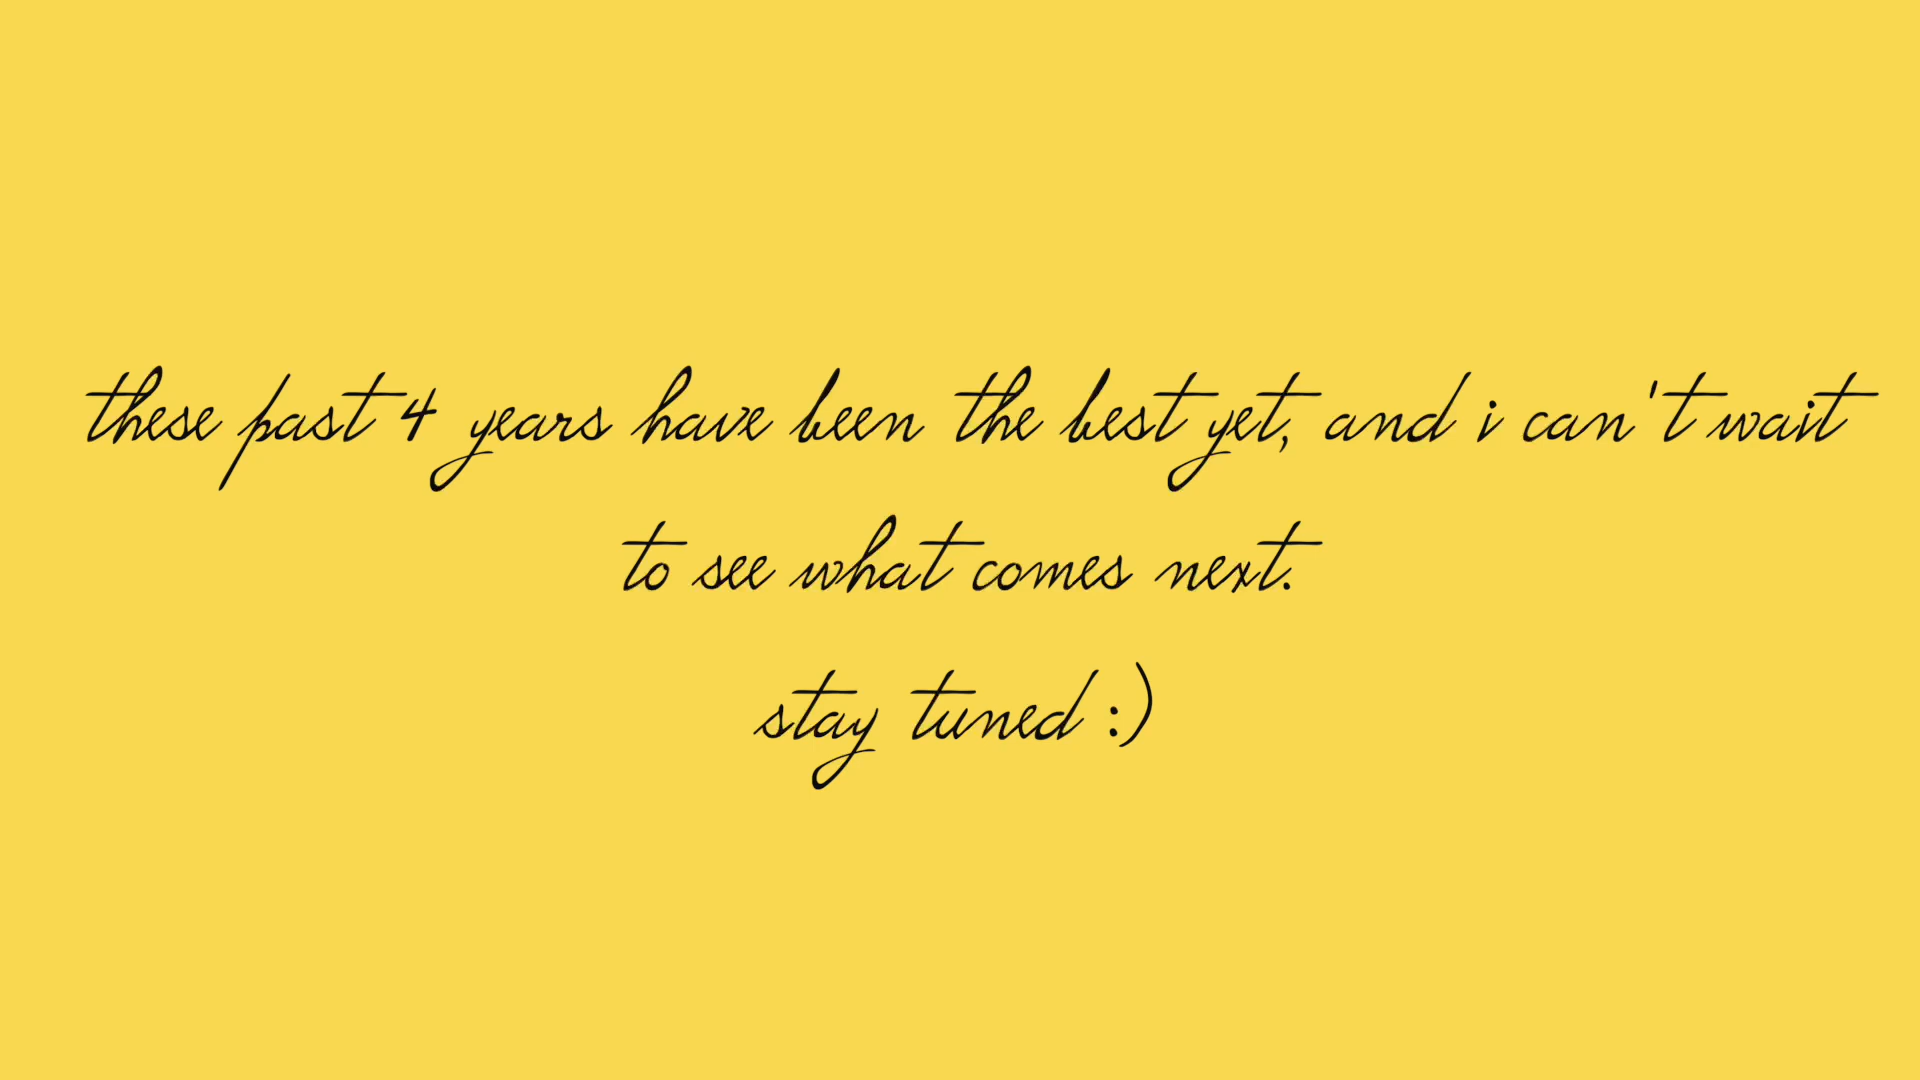 these past 4 years have been the best yet, and i can't wait
to see what comes next.
stay tuned :)